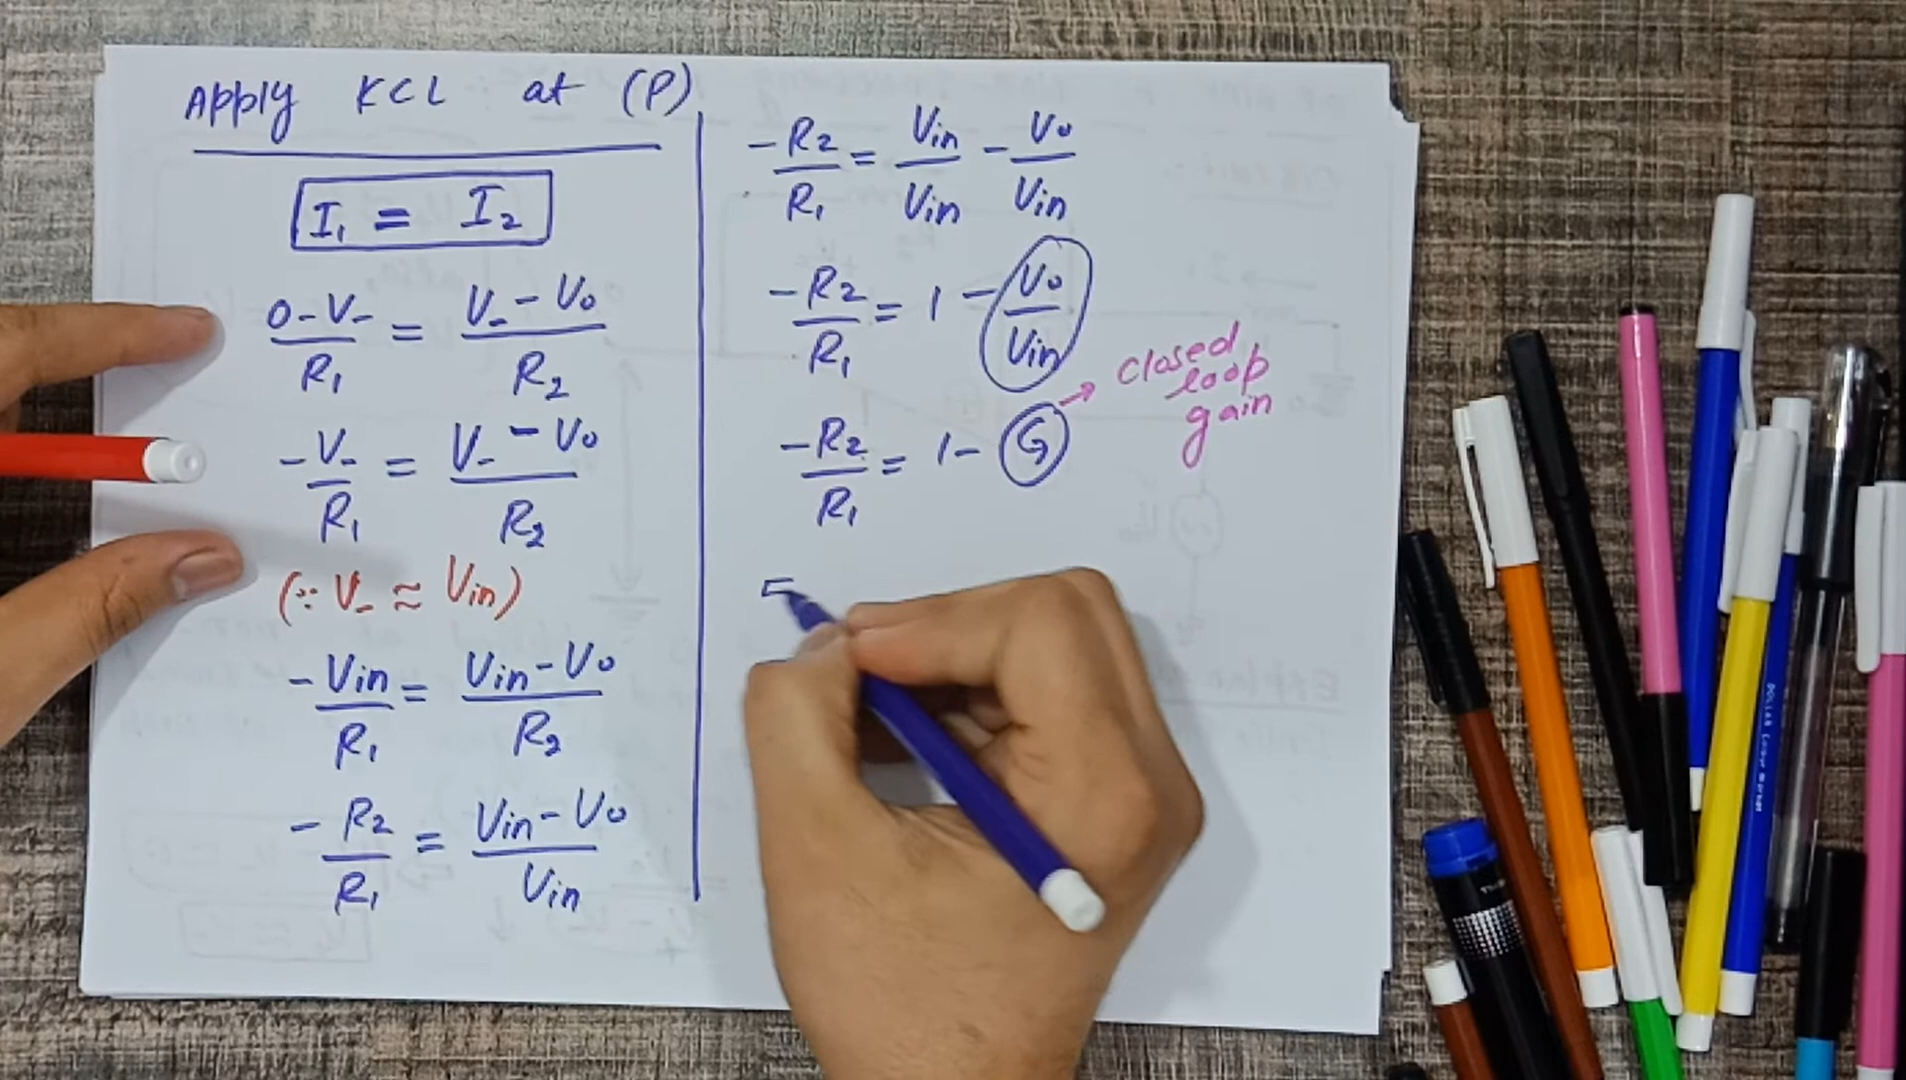 Apply KCL at (P)
I₁ = I₂
0-V₋/R₁ = V₋-V₀/R₂
-V₋/R₁ = V₋-V₀/R₂
(∵ V₋ ≈ Vin)
-Vin/R₁ = Vin-V₀/R₂
-R₂/R₁ = Vin-V₀/Vin
-R₂/R₁ = Vin/Vin - V₀/Vin
-R₂/R₁ = 1 - V₀/Vin
-R₂/R₁ = 1- G → closed
loop
gain
DOLLAR